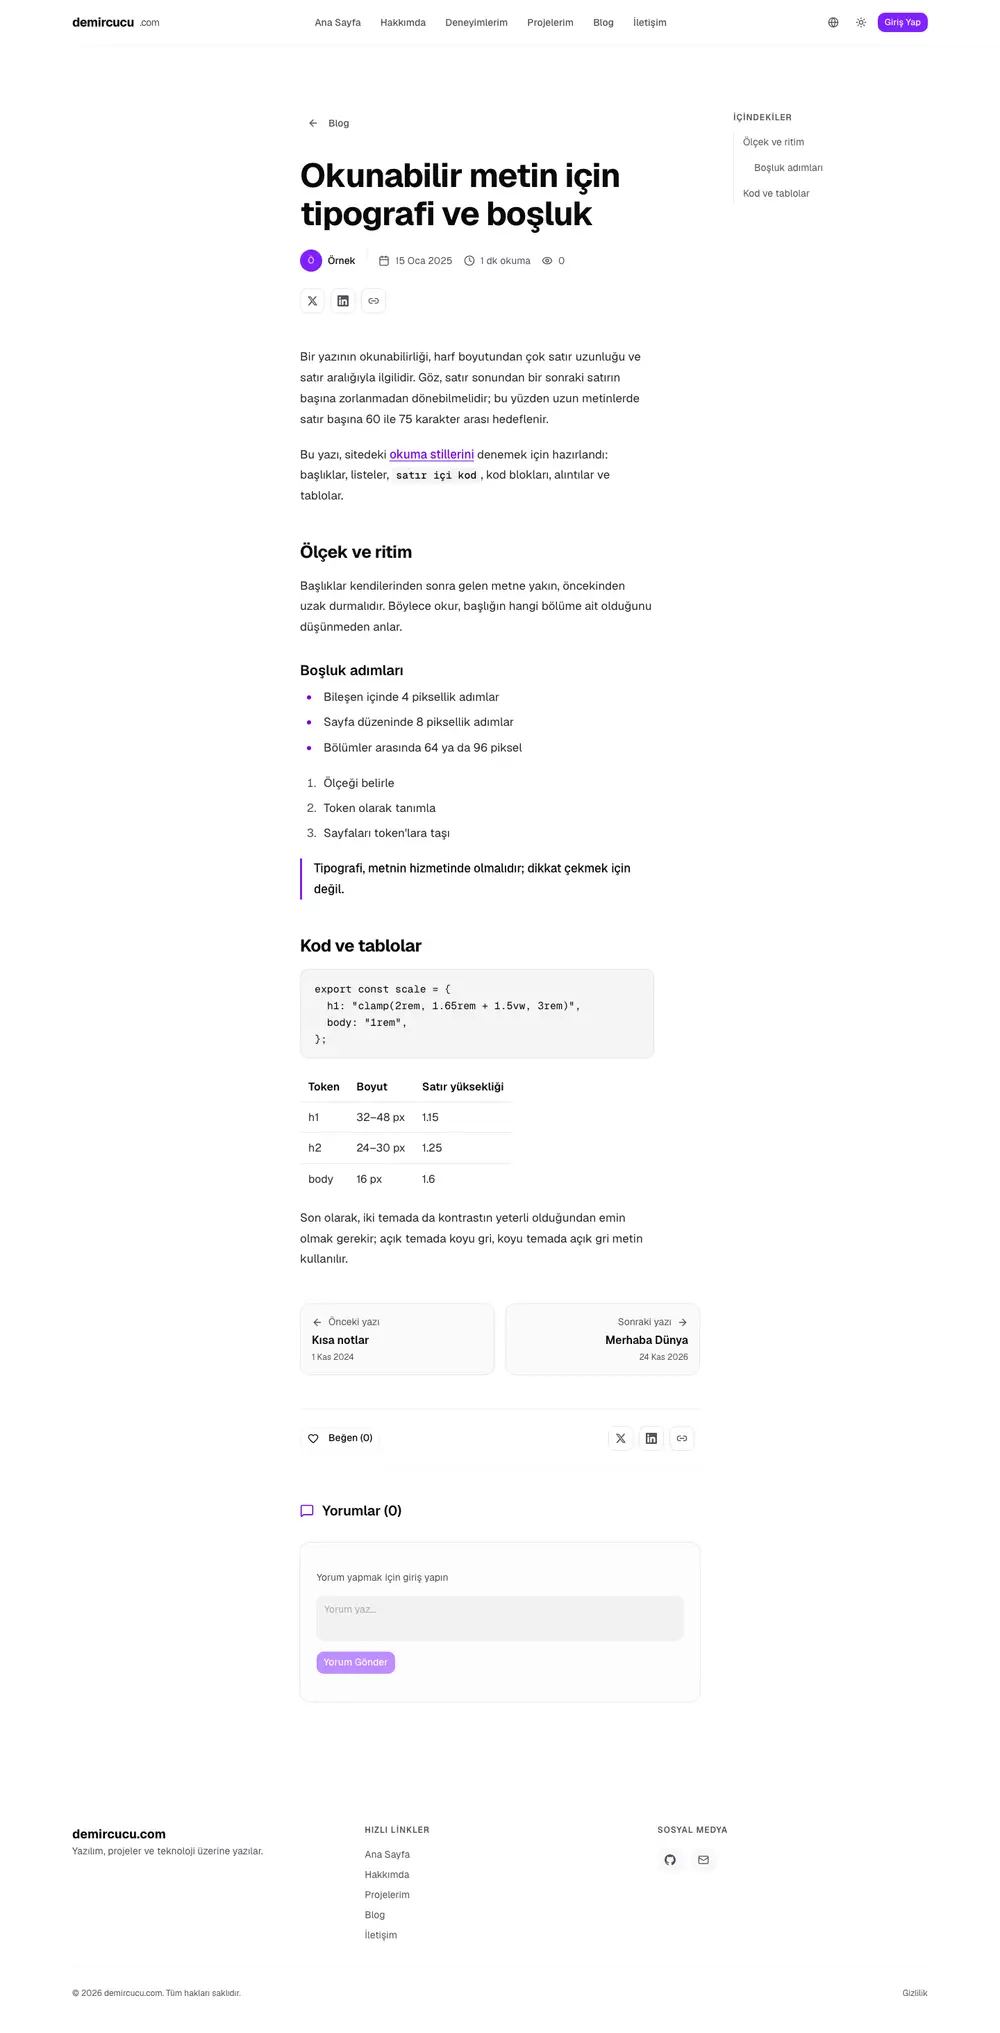 demircucu .com
Ana Sayfa Hakkımda Deneyimlerim Projelerim Blog İletişim
Giriş Yap
Blog
Okunabilir metin için
tipografi ve boşluk
Ö Örnek 15 Oca 2025 1 dk okuma 0
İÇİNDEKİLER
Ölçek ve ritim
Boşluk adımları
Kod ve tablolar
Bir yazının okunabilirliği, harf boyutundan çok satır uzunluğu ve
satır aralığıyla ilgilidir. Göz, satır sonundan bir sonraki satırın
başına zorlanmadan dönebilmelidir; bu yüzden uzun metinlerde
satır başına 60 ile 75 karakter arası hedeflenir.
Bu yazı, sitedeki okuma stillerini denemek için hazırlandı:
başlıklar, listeler, satır içi kod, kod blokları, alıntılar ve
tablolar.
Ölçek ve ritim
Başlıklar kendilerinden sonra gelen metne yakın, öncekinden
uzak durmalıdır. Böylece okur, başlığın hangi bölüme ait olduğunu
düşünmeden anlar.
Boşluk adımları
• Bileşen içinde 4 piksellik adımlar
• Sayfa düzeninde 8 piksellik adımlar
• Bölümler arasında 64 ya da 96 piksel
1. Ölçeği belirle
2. Token olarak tanımla
3. Sayfaları token'lara taşı
Tipografi, metnin hizmetinde olmalıdır; dikkat çekmek için
değil.
Kod ve tablolar
export const scale = {
  h1: "clamp(2rem, 1.65rem + 1.5vw, 3rem)",
  body: "1rem",
};
Token Boyut Satır yüksekliği
h1 32–48 px 1.15
h2 24–30 px 1.25
body 16 px 1.6
Son olarak, iki temada da kontrastın yeterli olduğundan emin
olmak gerekir; açık temada koyu gri, koyu temada açık gri metin
kullanılır.
Önceki yazı
Kısa notlar
1 Kas 2024
Sonraki yazı
Merhaba Dünya
24 Kas 2026
Beğen (0)
Yorumlar (0)
Yorum yapmak için giriş yapın
Yorum yaz...
Yorum Gönder
demircucu.com
Yazılım, projeler ve teknoloji üzerine yazılar.
HIZLI LİNKLER
Ana Sayfa
Hakkımda
Projelerim
Blog
İletişim
SOSYAL MEDYA
© 2026 demircucu.com. Tüm hakları saklıdır.
Gizlilik